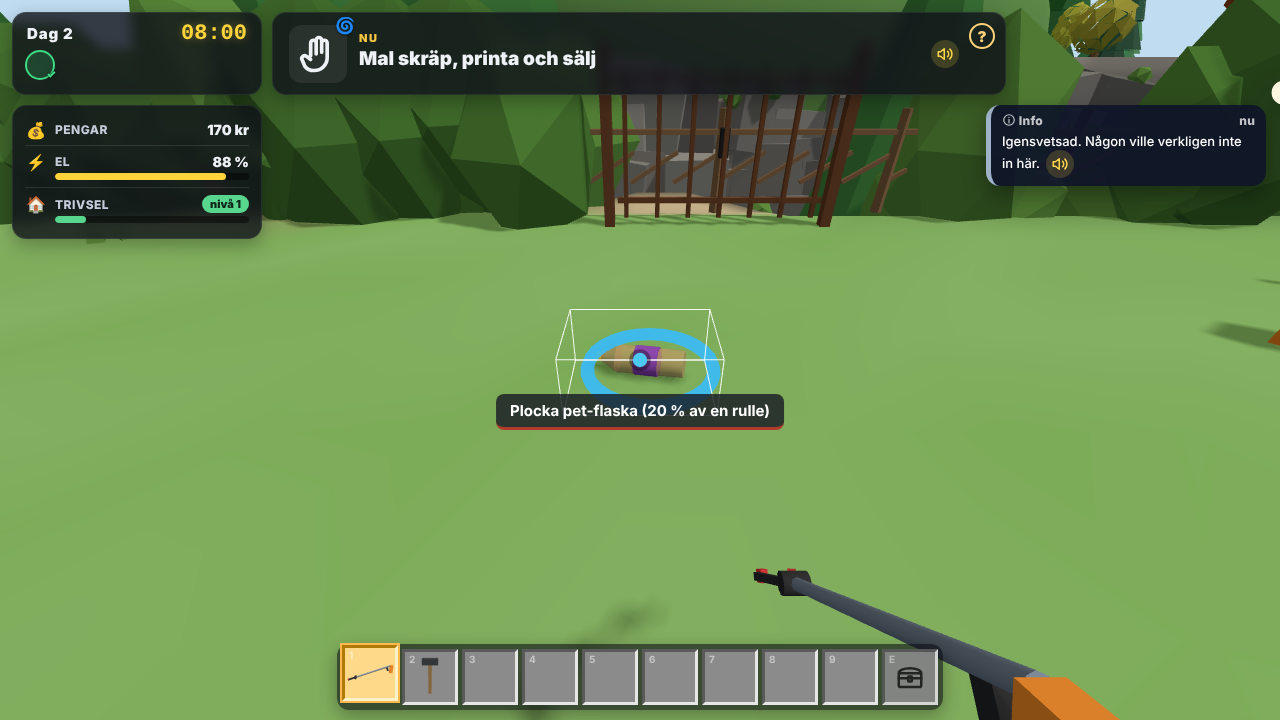 Dag 2
08:00
NU
Mal skräp, printa och sälj
?
PENGAR
170 kr
EL
88 %
TRIVSEL
nivå 1
Info
nu
Igensvetsad. Någon ville verkligen inte
in här.
Plocka pet-flaska (20 % av en rulle)
2
3
4
5
6
7
8
9
E